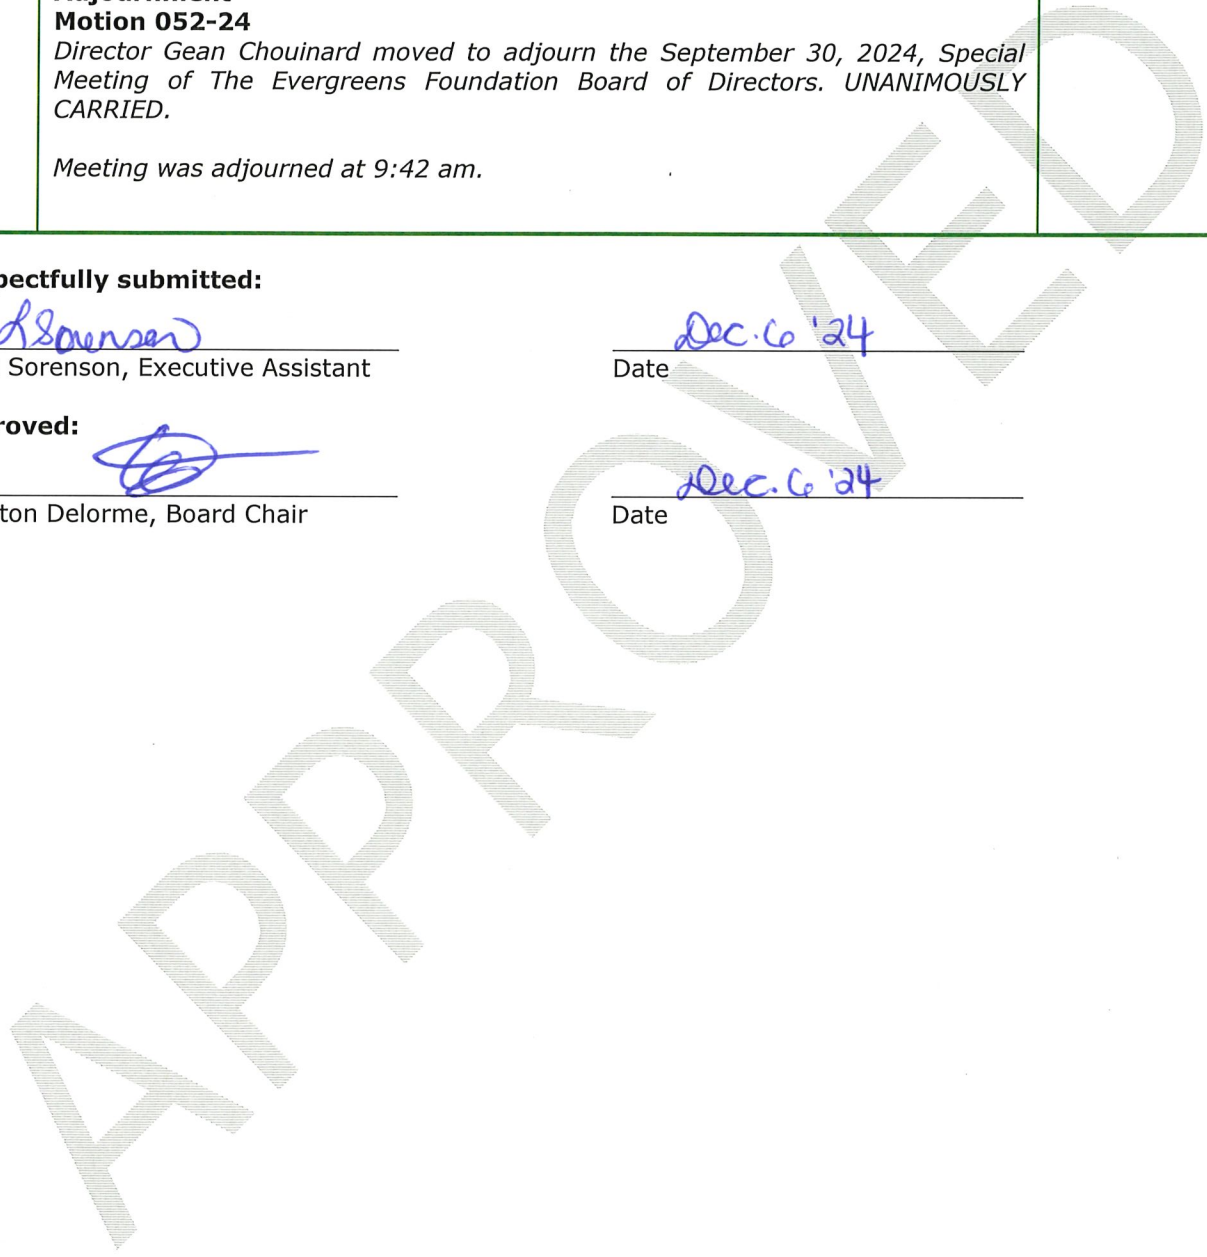 Motion 052-24
Director Gean Chouinard moved to adjourn the September 30, 2024, Special
Meeting of The Evergreens Foundation Board of Directors. UNANIMOUSLY
CARRIED.
Meeting was adjourned at 9:42 am.
pectfully submitted:
LSorenson
Dec. 6 '24
Sorenson, Executive Assistant
Date
roved:
Dec. 6 '24
ton Delorme, Board Chair
Date
APPROVED